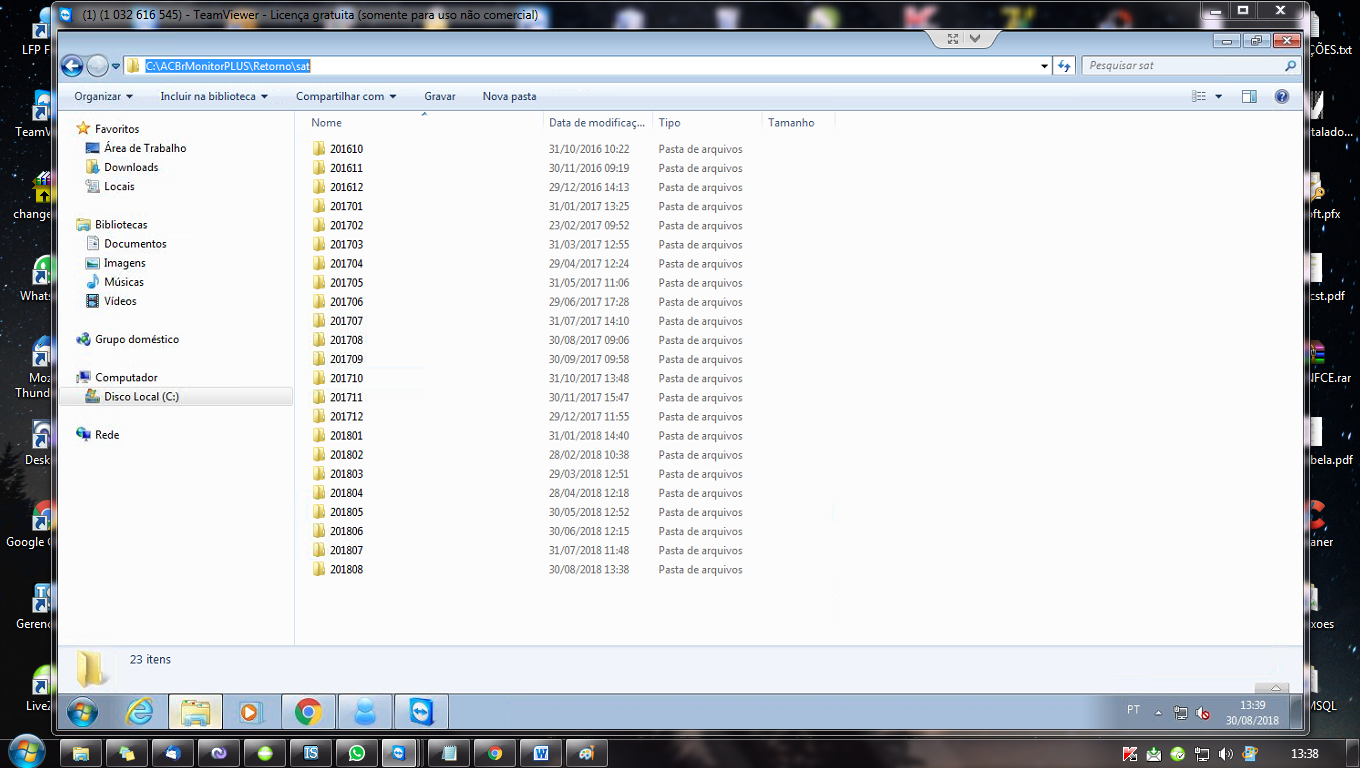 (1) (1 032 616 545) - TeamViewer - Licença gratuita (somente para uso não comercial)
C:\ACBrMonitorPLUS\Retorno\sat
Pesquisar sat
Organizar
Incluir na biblioteca
Compartilhar com
Gravar
Nova pasta
Favoritos
Área de Trabalho
Downloads
Locais
Bibliotecas
Documentos
Imagens
Músicas
Vídeos
Grupo doméstico
Computador
Disco Local (C:)
Rede
Nome Data de modificaç... Tipo Tamanho
201610 31/10/2016 10:22 Pasta de arquivos
201611 30/11/2016 09:19 Pasta de arquivos
201612 29/12/2016 14:13 Pasta de arquivos
201701 31/01/2017 13:25 Pasta de arquivos
201702 23/02/2017 09:52 Pasta de arquivos
201703 31/03/2017 12:55 Pasta de arquivos
201704 29/04/2017 12:24 Pasta de arquivos
201705 31/05/2017 11:06 Pasta de arquivos
201706 29/06/2017 17:28 Pasta de arquivos
201707 31/07/2017 14:10 Pasta de arquivos
201708 30/08/2017 09:06 Pasta de arquivos
201709 30/09/2017 09:58 Pasta de arquivos
201710 31/10/2017 13:48 Pasta de arquivos
201711 30/11/2017 15:47 Pasta de arquivos
201712 29/12/2017 11:55 Pasta de arquivos
201801 31/01/2018 14:40 Pasta de arquivos
201802 28/02/2018 10:38 Pasta de arquivos
201803 29/03/2018 12:51 Pasta de arquivos
201804 28/04/2018 12:18 Pasta de arquivos
201805 30/05/2018 12:52 Pasta de arquivos
201806 30/06/2018 12:15 Pasta de arquivos
201807 31/07/2018 11:48 Pasta de arquivos
201808 30/08/2018 13:38 Pasta de arquivos
23 itens
PT
13:39
30/08/2018
13:38
LFP F
TeamV
change
Whats
Moz
Thund
Desk
Google
Geren
LiveZ
ÇÕES.txt
talado...
oft.pfx
cst.pdf
NFCE.rar
bela.pdf
aner
xoes
MSQL